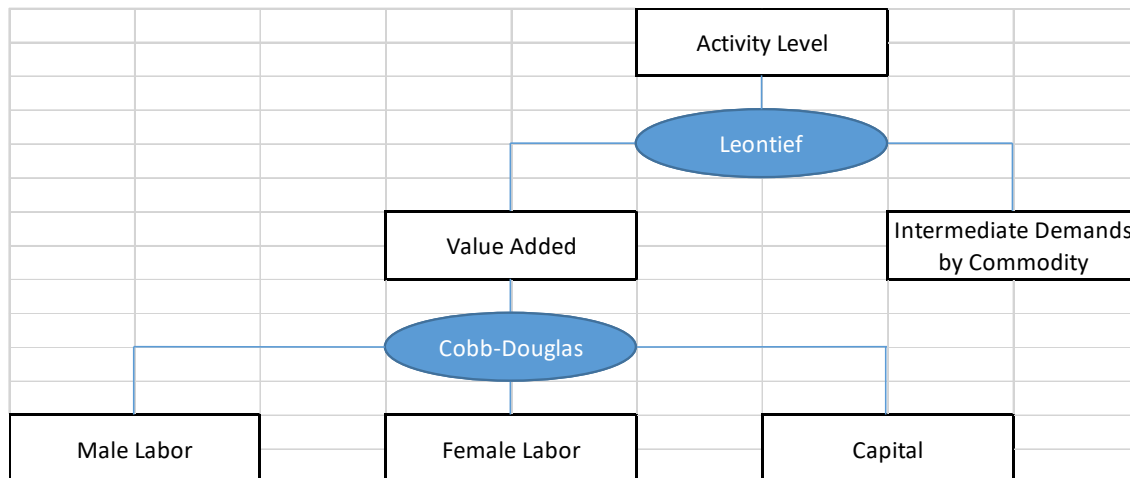 Activity Level
Leontief
Value Added
Intermediate Demands
by Commodity
Cobb-Douglas
Male Labor
Female Labor
Capital